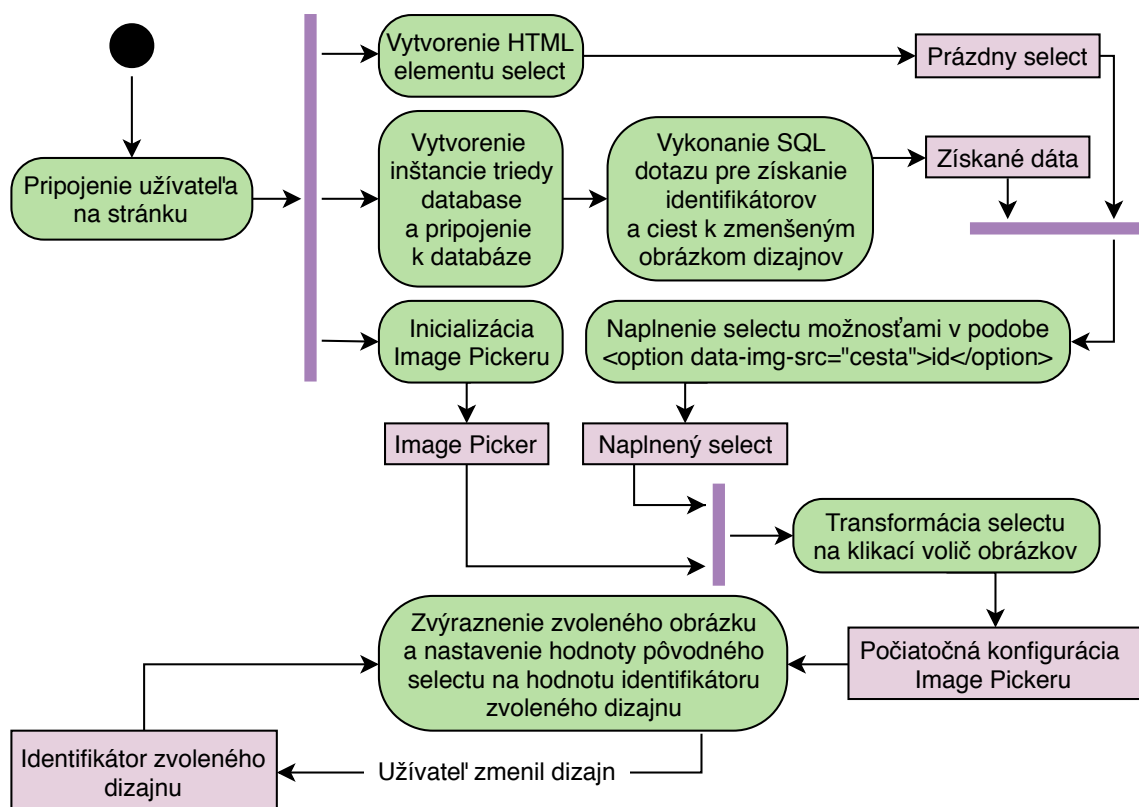 Vytvorenie HTML
elementu select
Prázdny select
Pripojenie užívateľa
na stránku
Vytvorenie
inštancie triedy
database
a pripojenie
k databáze
Vykonanie SQL
dotazu pre získanie
identifikátorov
a ciest k zmenšeným
obrázkom dizajnov
Získané dáta
Inicializácia
Image Pickeru
Naplnenie selectu možnosťami v podobe
<option data-img-src="cesta">id</option>
Image Picker
Naplnený select
Transformácia selectu
na klikací volič obrázkov
Zvýraznenie zvoleného obrázku
a nastavenie hodnoty pôvodného
selectu na hodnotu identifikátoru
zvoleného dizajnu
Počiatočná konfigurácia
Image Pickeru
Identifikátor zvoleného
dizajnu
Užívateľ zmenil dizajn